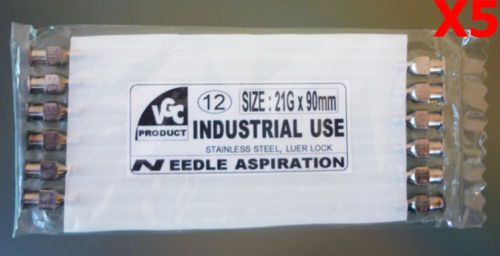 X5
VGC
PRODUCT
12
SIZE : 21G x 90mm
INDUSTRIAL USE
STAINLESS STEEL, LUER LOCK
NEEDLE ASPIRATION